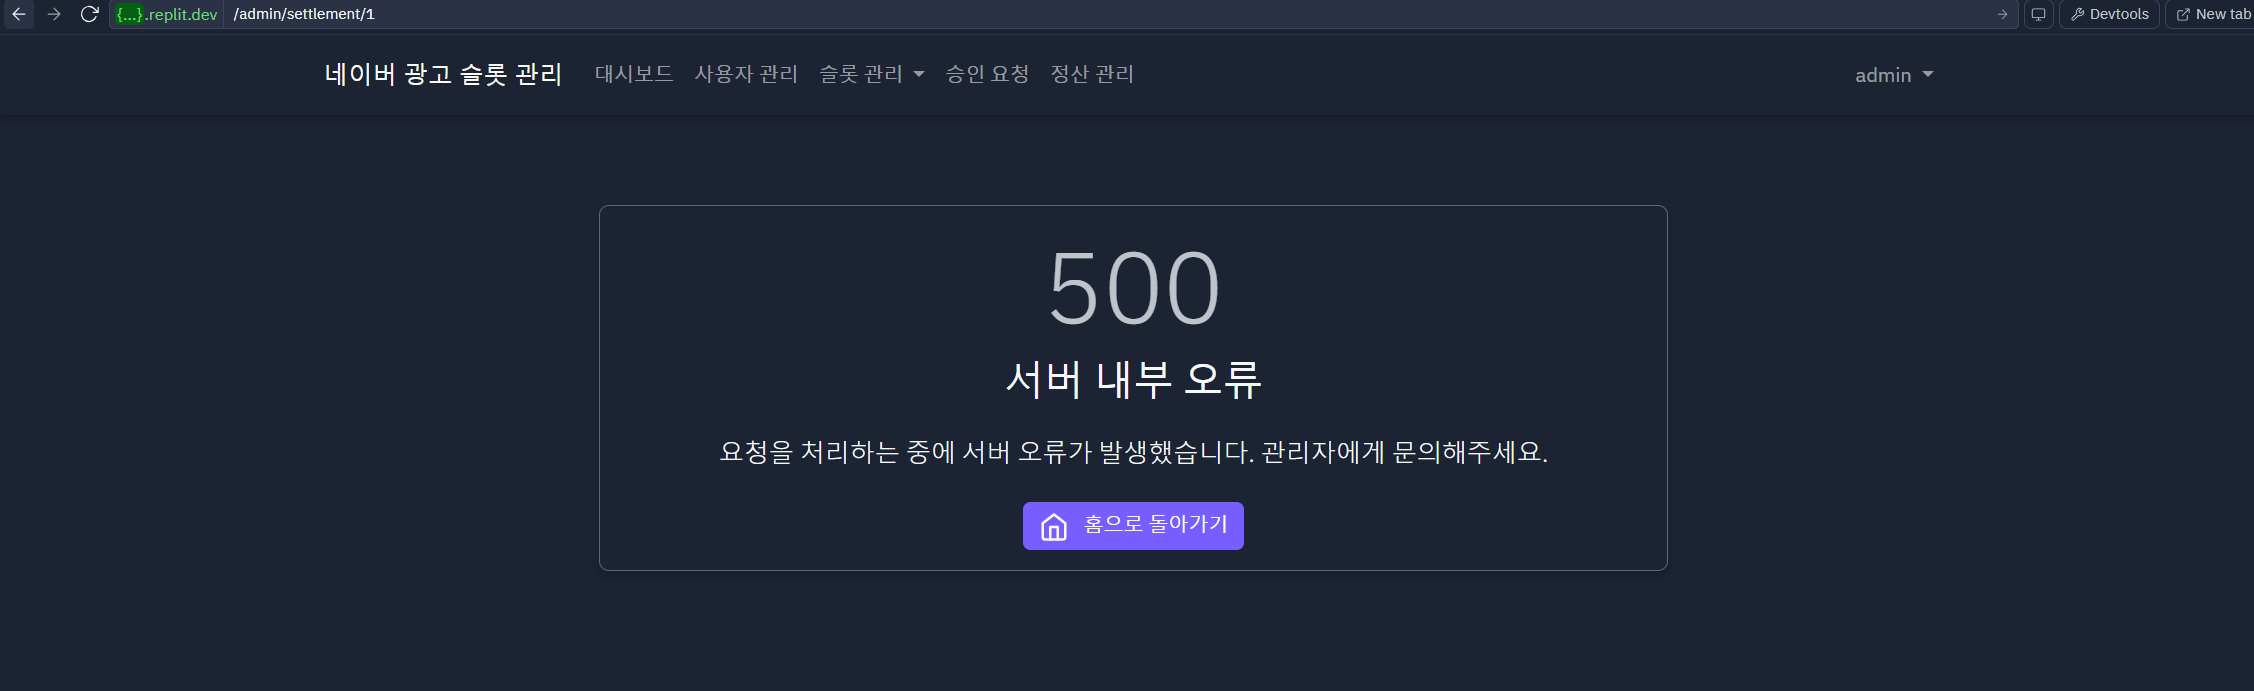 {...}.replit.dev /admin/settlement/1 Devtools New tab
네이버 광고 슬롯 관리 대시보드 사용자 관리 슬롯 관리 승인 요청 정산 관리 admin
500
서버 내부 오류
요청을 처리하는 중에 서버 오류가 발생했습니다. 관리자에게 문의해주세요.
홈으로 돌아가기